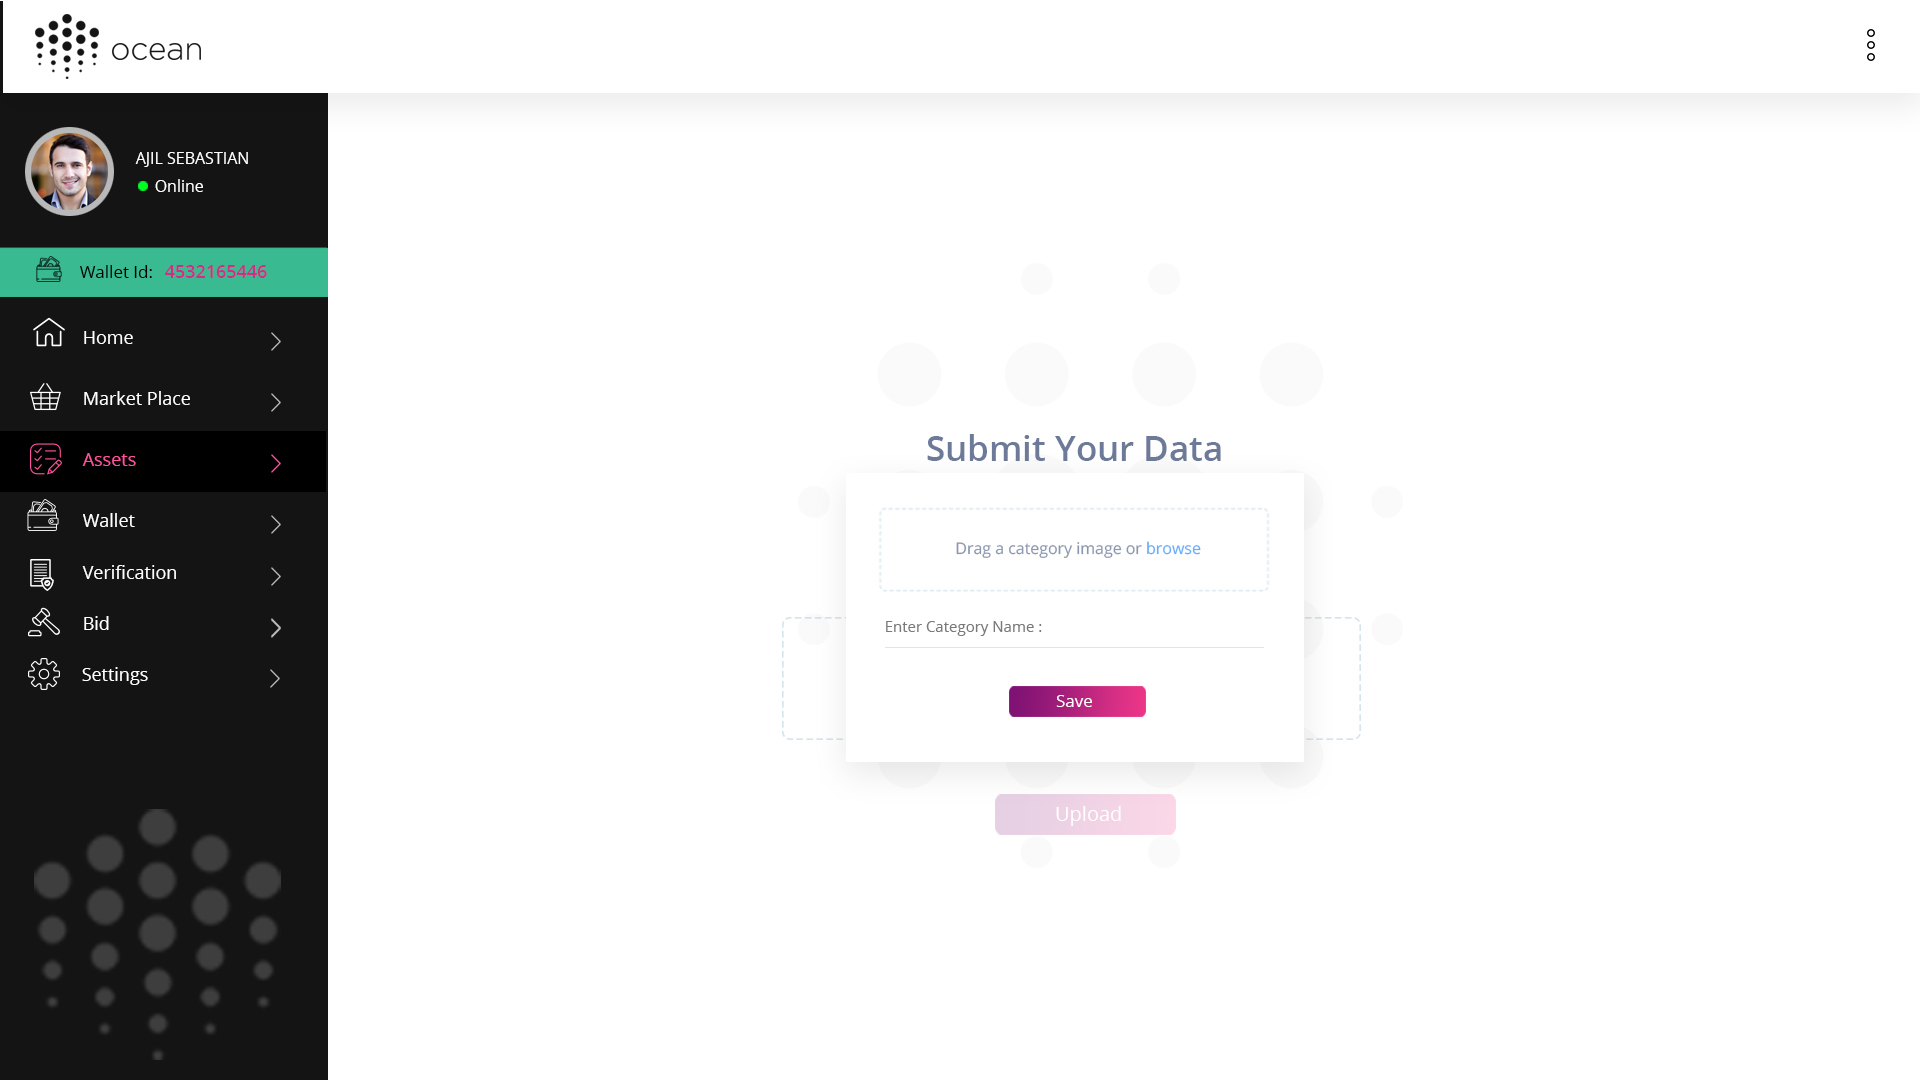 ocean
AJIL SEBASTIAN
Online
Wallet Id: 4532165446
Home
Market Place
Assets
Wallet
Verification
Bid
Settings
Submit Your Data
Drag a category image or browse
Enter Category Name :
Save
Upload